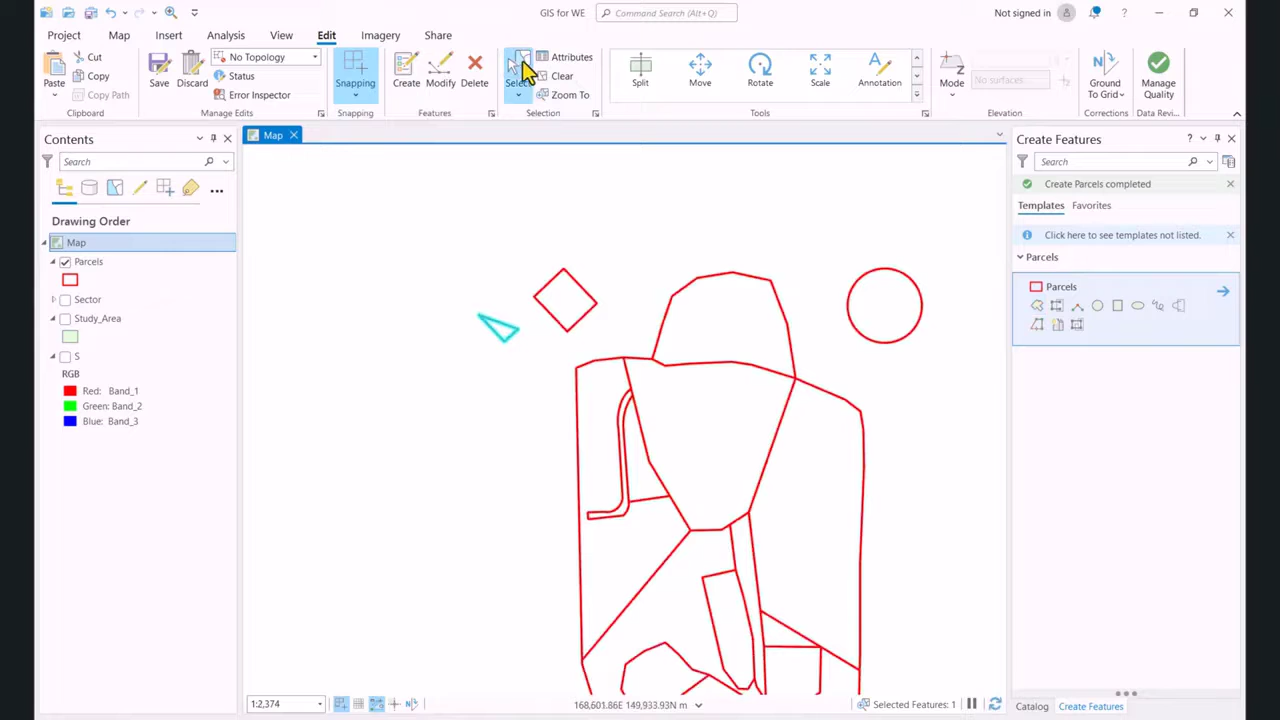 GIS for WE
Command Search (Alt+Q)
Not signed in
?
Project
Map
Insert
Analysis
View
Edit
Imagery
Share
Paste
Cut
Copy
Copy Path
Clipboard
Save
Discard
No Topology
Status
Error Inspector
Manage Edits
Snapping
Snapping
Create
Modify
Delete
Features
Select
Attributes
Clear
Zoom To
Selection
Split
Move
Rotate
Scale
Annotation
Tools
Mode
No surfaces...
Elevation
Ground
To Grid
Corrections
Manage
Quality
Data Revi...
Contents
Search
Drawing Order
Map
Parcels
Sector
Study_Area
S
RGB
Red: Band_1
Green: Band_2
Blue: Band_3
Map
1:2,374
168,601.86E 149,933.93N m
Selected Features: 1
Create Features
?
Search
Create Parcels completed
Templates
Favorites
Click here to see templates not listed.
Parcels
Parcels
Catalog
Create Features